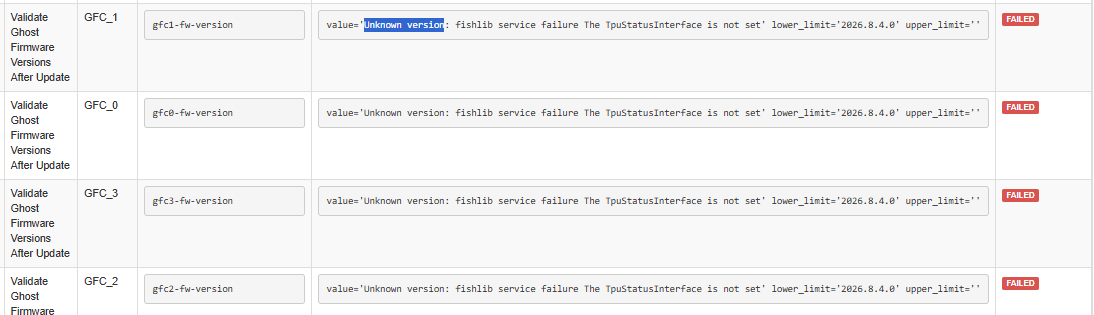 Validate
Ghost
Firmware
Versions
After Update
GFC_1
gfc1-fw-version
value='Unknown version: fishlib service failure The TpuStatusInterface is not set' lower_limit='2026.8.4.0' upper_limit=''
FAILED
Validate
Ghost
Firmware
Versions
After Update
GFC_0
gfc0-fw-version
value='Unknown version: fishlib service failure The TpuStatusInterface is not set' lower_limit='2026.8.4.0' upper_limit=''
FAILED
Validate
Ghost
Firmware
Versions
After Update
GFC_3
gfc3-fw-version
value='Unknown version: fishlib service failure The TpuStatusInterface is not set' lower_limit='2026.8.4.0' upper_limit=''
FAILED
Validate
Ghost
Firmware
GFC_2
gfc2-fw-version
value='Unknown version: fishlib service failure The TpuStatusInterface is not set' lower_limit='2026.8.4.0' upper_limit=''
FAILED